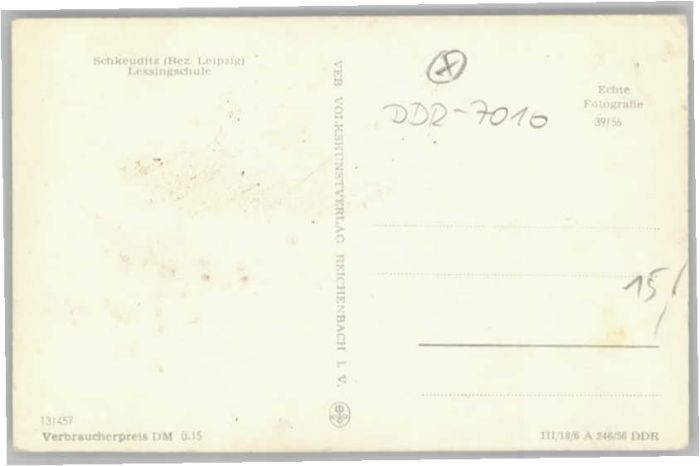 Schkeuditz (Bez. Leipzig)
Lessingschule
VEB VOLKSKUNSTVERLAG REICHENBACH i. V.
X
DDR-7010
Echte
Fotografie
39/56
15,
13/457
Verbraucherpreis DM 0.15
III/18/6 A 246/56 DDR